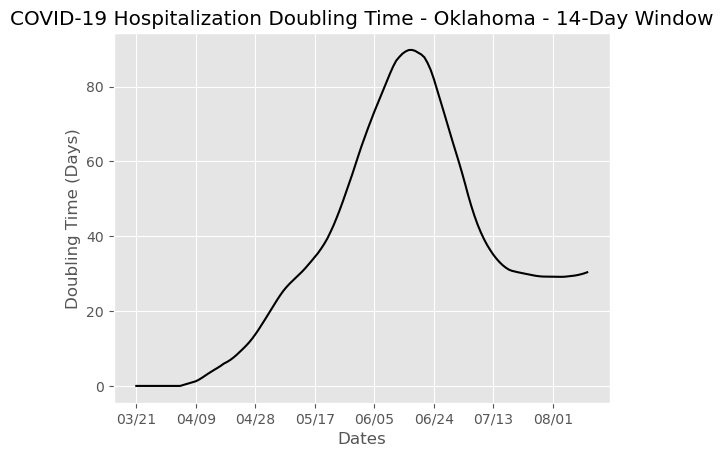 COVID-19 Hospitalization Doubling Time - Oklahoma - 14-Day Window
Doubling Time (Days)
80
60
40
20
0
03/21 04/09 04/28 05/17 06/05 06/24 07/13 08/01
Dates